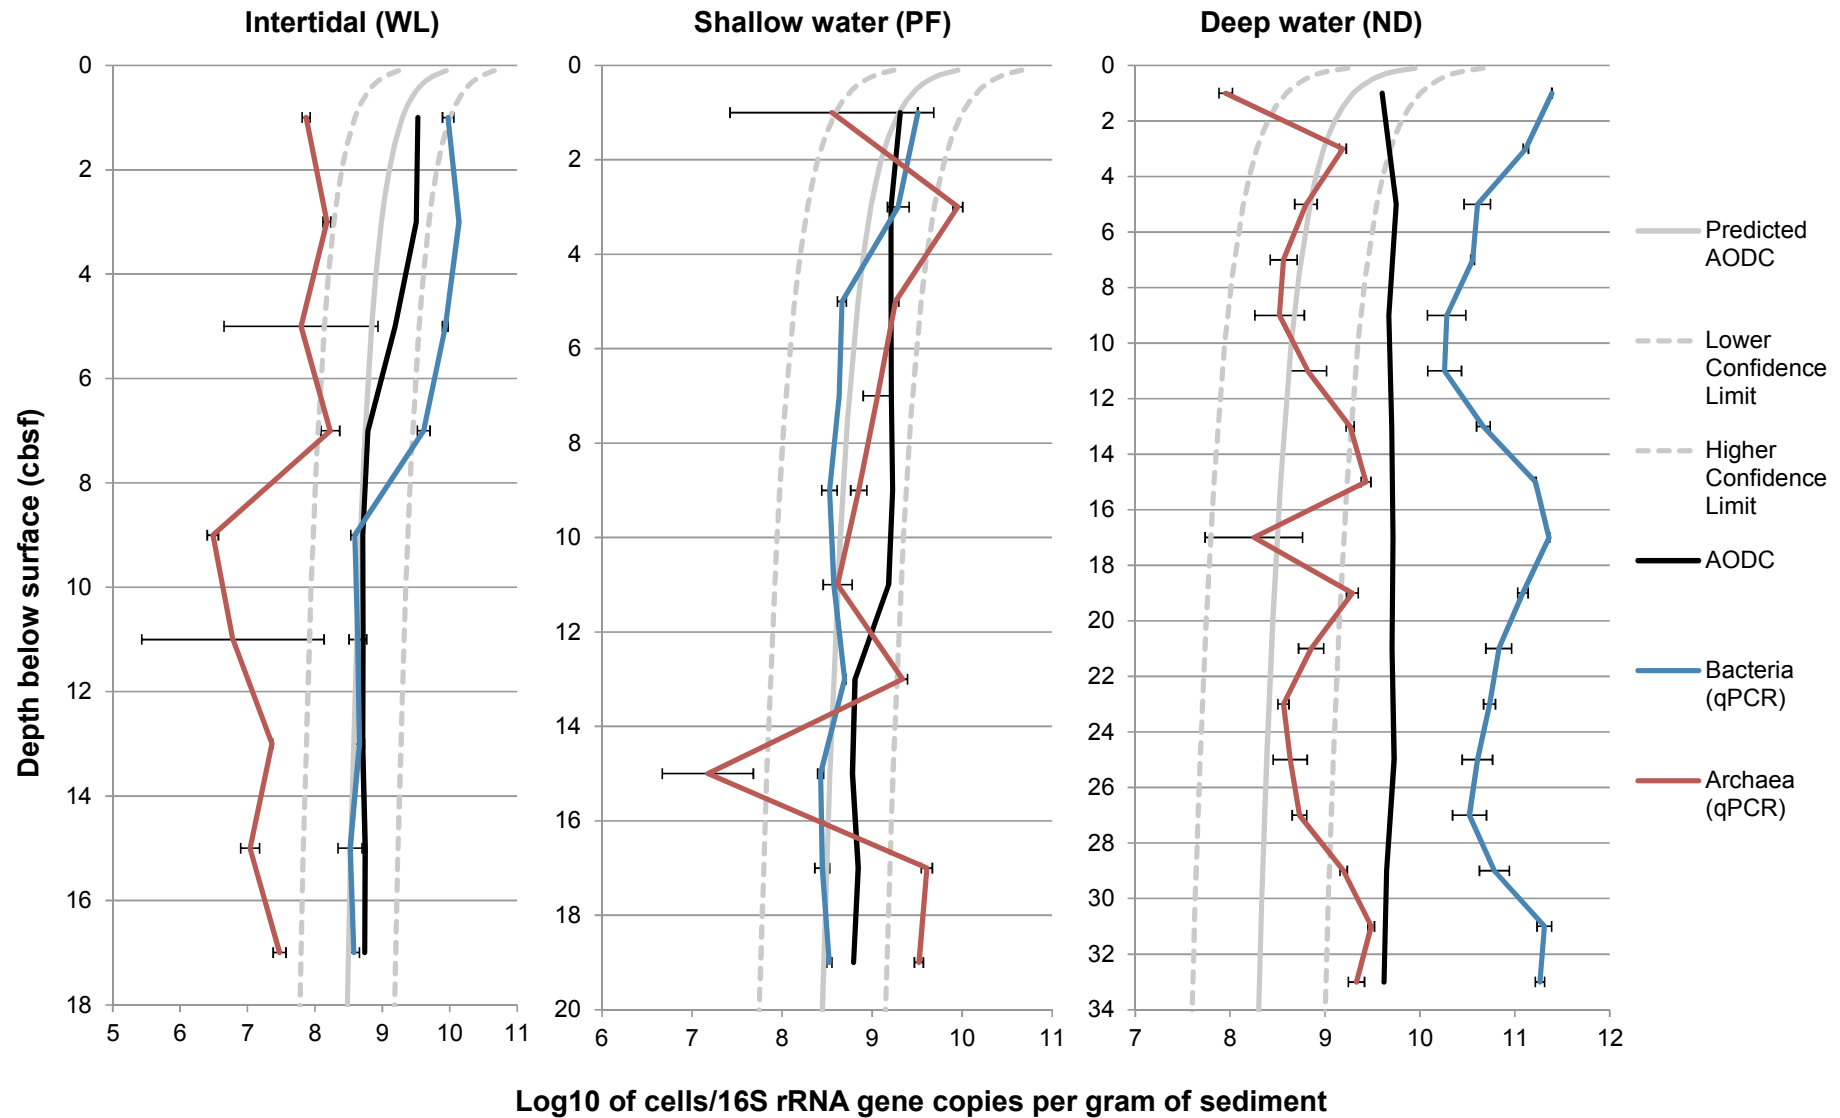 Intertidal (WL)
Shallow water (PF)
Deep water (ND)
Depth below surface (cbsf)
0
2
4
6
8
10
12
14
16
18
5 6 7 8 9 10 11
0
2
4
6
8
10
12
14
16
18
20
6 7 8 9 10 11
0
2
4
6
8
10
12
14
16
18
20
22
24
26
28
30
32
34
7 8 9 10 11 12
Log10 of cells/16S rRNA gene copies per gram of sediment
Predicted
AODC
Lower
Confidence
Limit
Higher
Confidence
Limit
AODC
Bacteria
(qPCR)
Archaea
(qPCR)